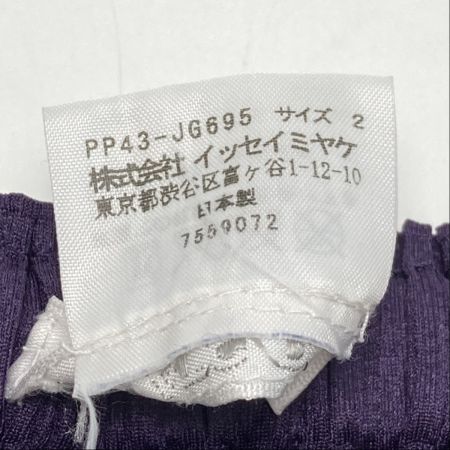 PP43-JG695 サイズ 2
株式会社 イッセイミヤケ
東京都渋谷区富ヶ谷1-12-10
日本製
7559072